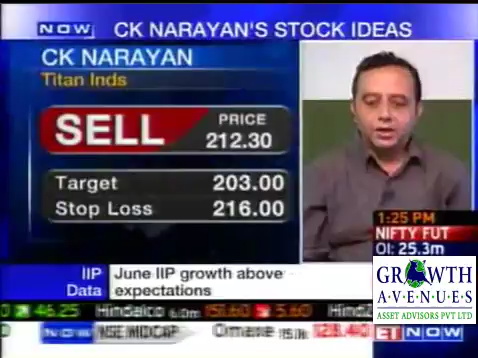 NOW CK NARAYAN'S STOCK IDEAS
CK NARAYAN
Titan Inds
SELL
PRICE
212.30
Target 203.00
Stop Loss 216.00
1:25 PM
NIFTY FUT
OI: 25.3m
IIP
Data
June IIP growth above
expectations
GROWTH
AVENUES
ASSET ADVISORS PVT LTD
46.25 Hindalco 6.0m 151.60 5.60
NOW NSE MIDCAP
ET NOW